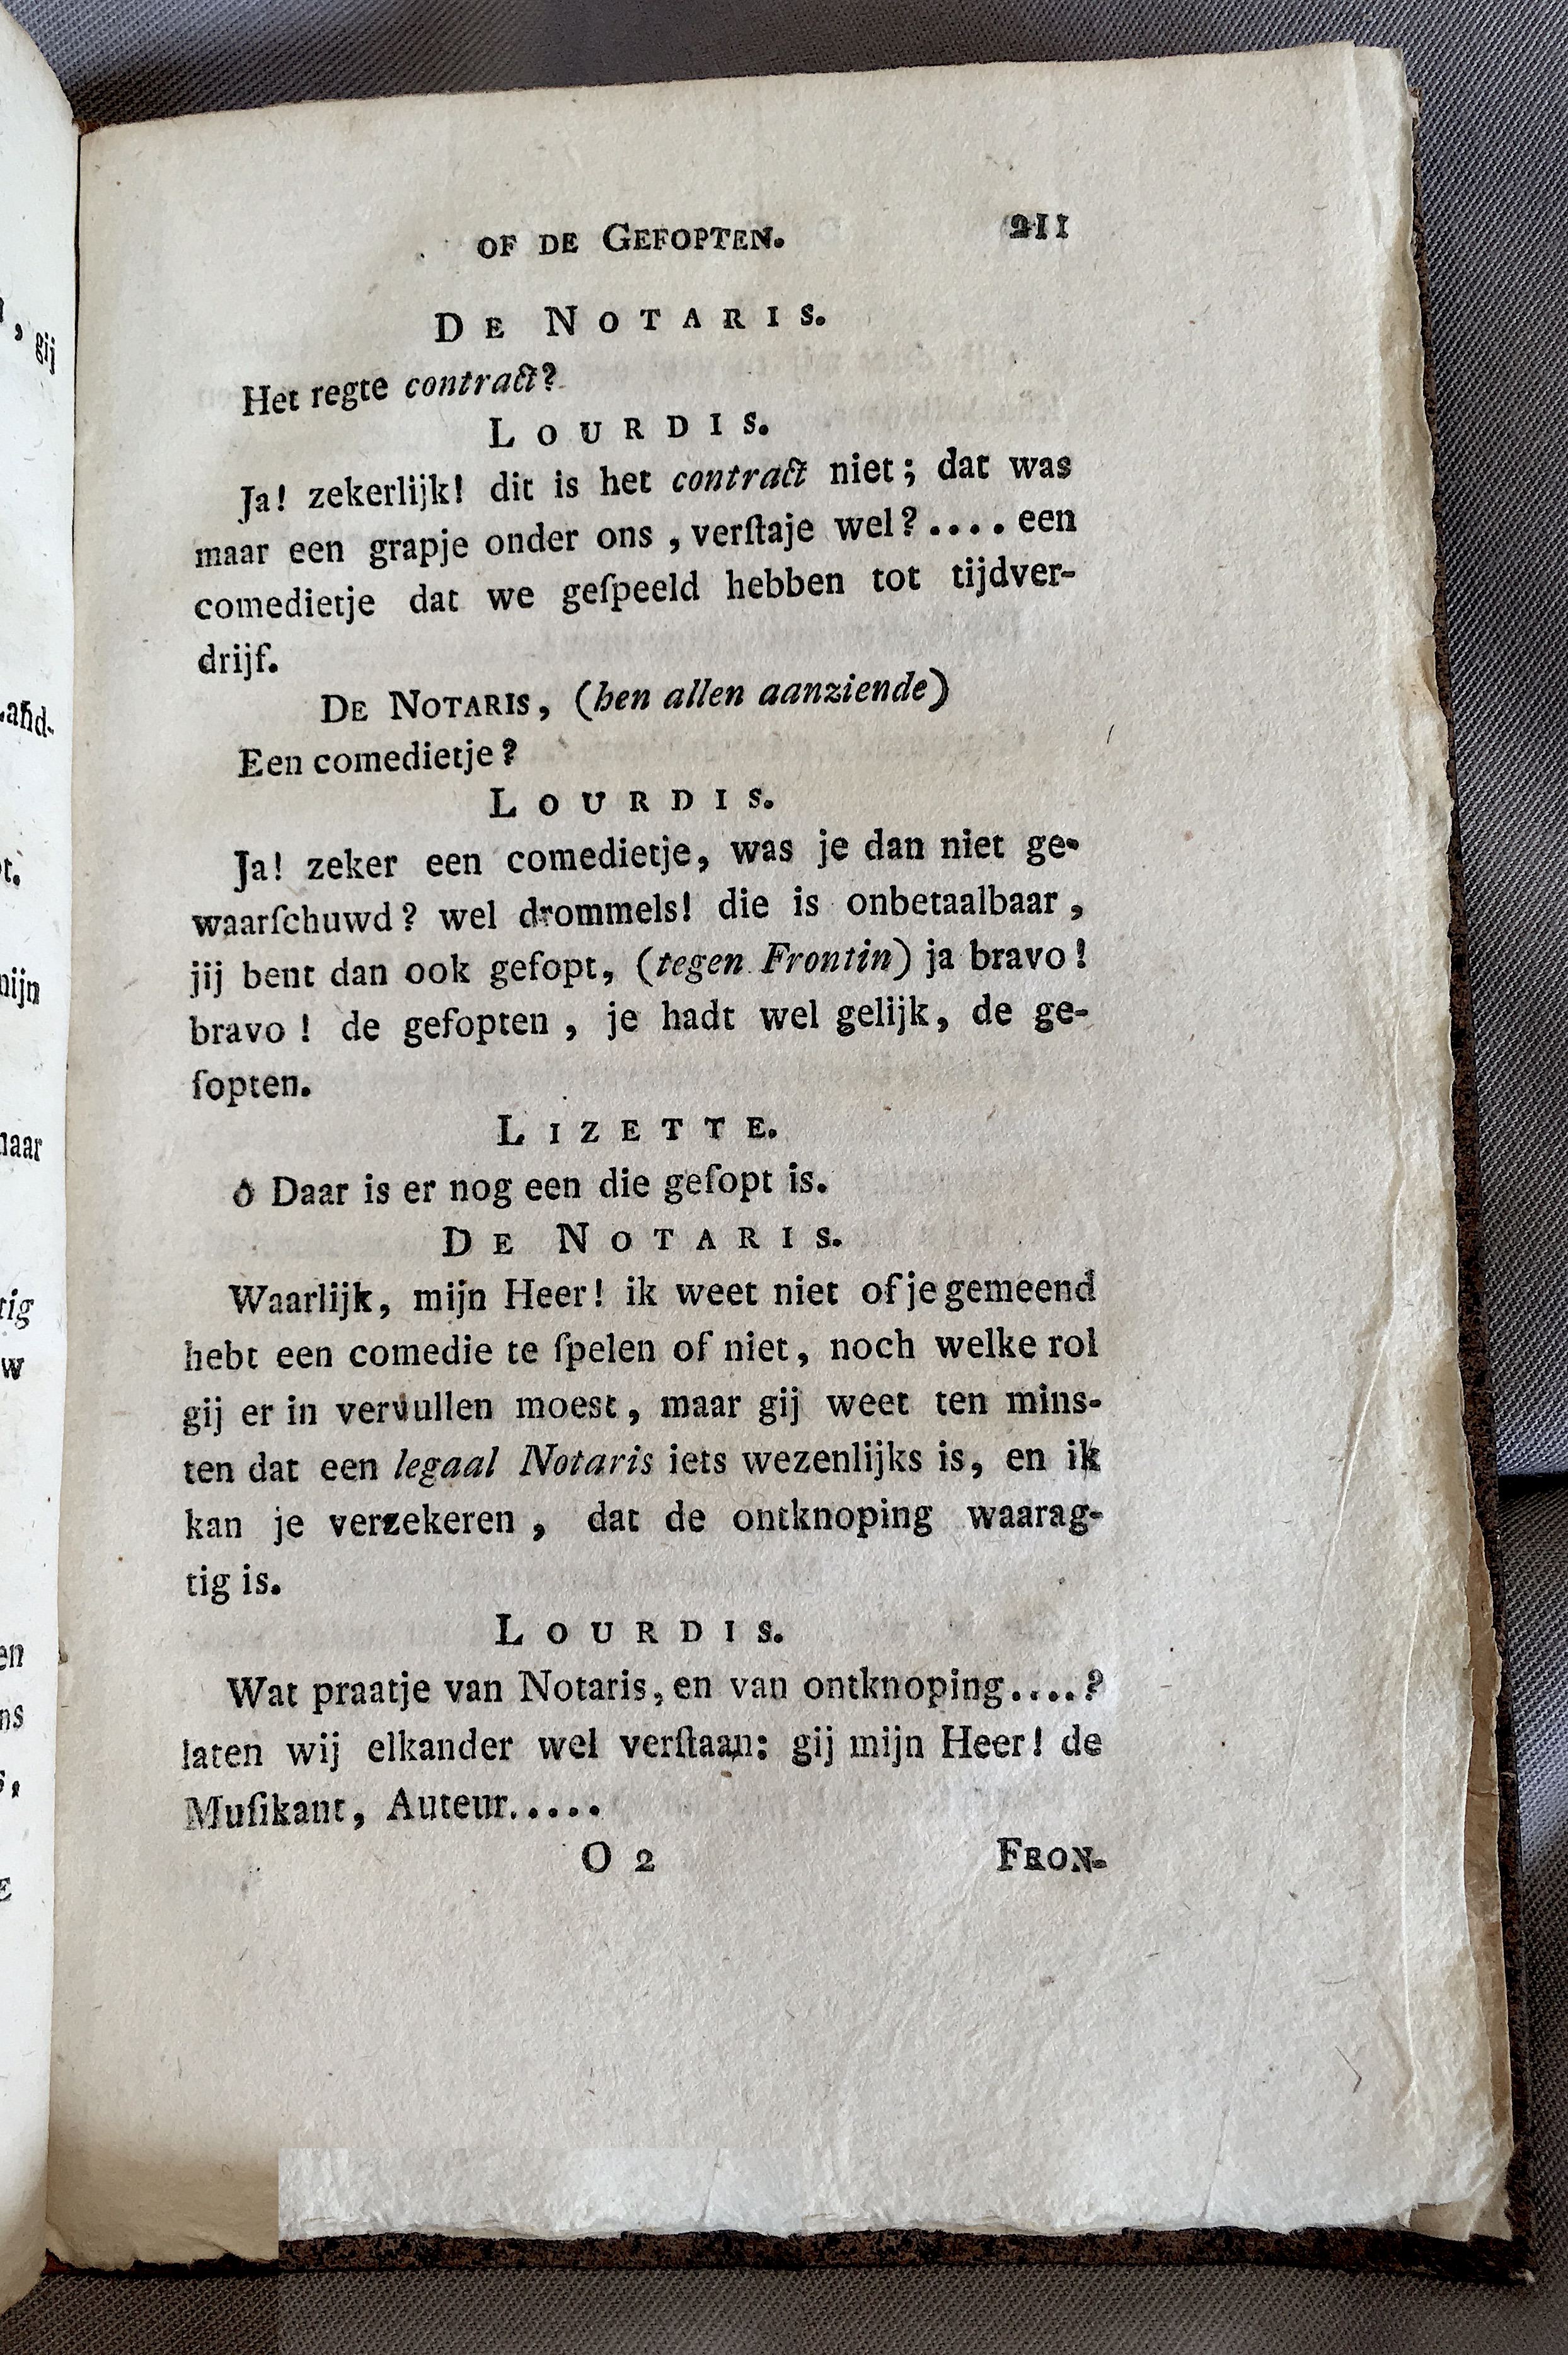 OF DE GEFOPTEN. 211
DE NOTARIS.
Het regte contract?
LOURDIS.
Ja! zekerlijk! dit is het contract niet; dat was
maar een grapje onder ons, verſtaje wel?.... een
comedietje dat we geſpeeld hebben tot tijdver-
drijf.
DE NOTARIS, (hen allen aanziende)
Een comedietje?
LOURDIS.
Ja! zeker een comedietje, was je dan niet ge-
waarſchuwd? wel drommels! die is onbetaalbaar,
jij bent dan ook gefopt, (tegen Frontin) ja bravo!
bravo! de gefopten, je hadt wel gelijk, de ge-
fopten.
LIZETTE.
ô Daar is er nog een die gefopt is.
DE NOTARIS.
Waarlijk, mijn Heer! ik weet niet of je gemeend
hebt een comedie te ſpelen of niet, noch welke rol
gij er in vervullen moest, maar gij weet ten mins-
ten dat een legaal Notaris iets wezenlijks is, en ik
kan je verzekeren, dat de ontknoping waarag-
tig is.
LOURDIS.
Wat praatje van Notaris, en van ontknoping....?
laten wij elkander wel verſtaan: gij mijn Heer! de
Muſikant, Auteur.....
O 2 FRON-